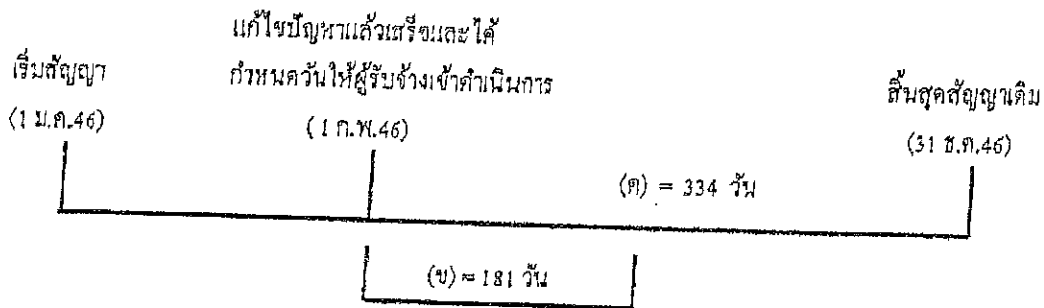 แก้ไขปัญหาแล้วเสร็จและได้
กำหนดวันให้ผู้รับจ้างเข้าดำเนินการ
(1 ก.พ.46)
เริ่มสัญญา
(1 ม.ค.46)
สิ้นสุดสัญญาเดิม
(31 ธ.ค.46)
(ค) = 334 วัน
(ข) = 181 วัน